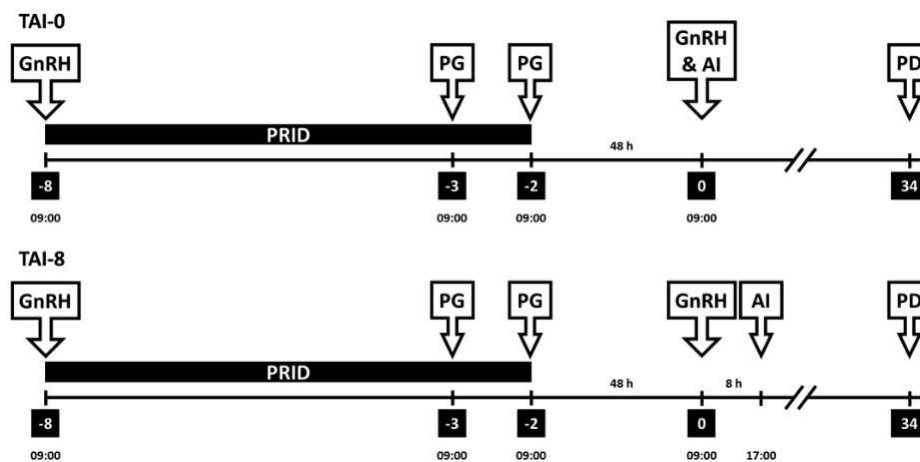 TAI-0
GnRH
PG
PG
GnRH
& AI
PD
PRID
48 h
-8
-3
-2
0
34
09:00
09:00
09:00
09:00
TAI-8
GnRH
PG
PG
GnRH
AI
PD
PRID
48 h
8 h
-8
-3
-2
0
34
09:00
09:00
09:00
09:00
17:00